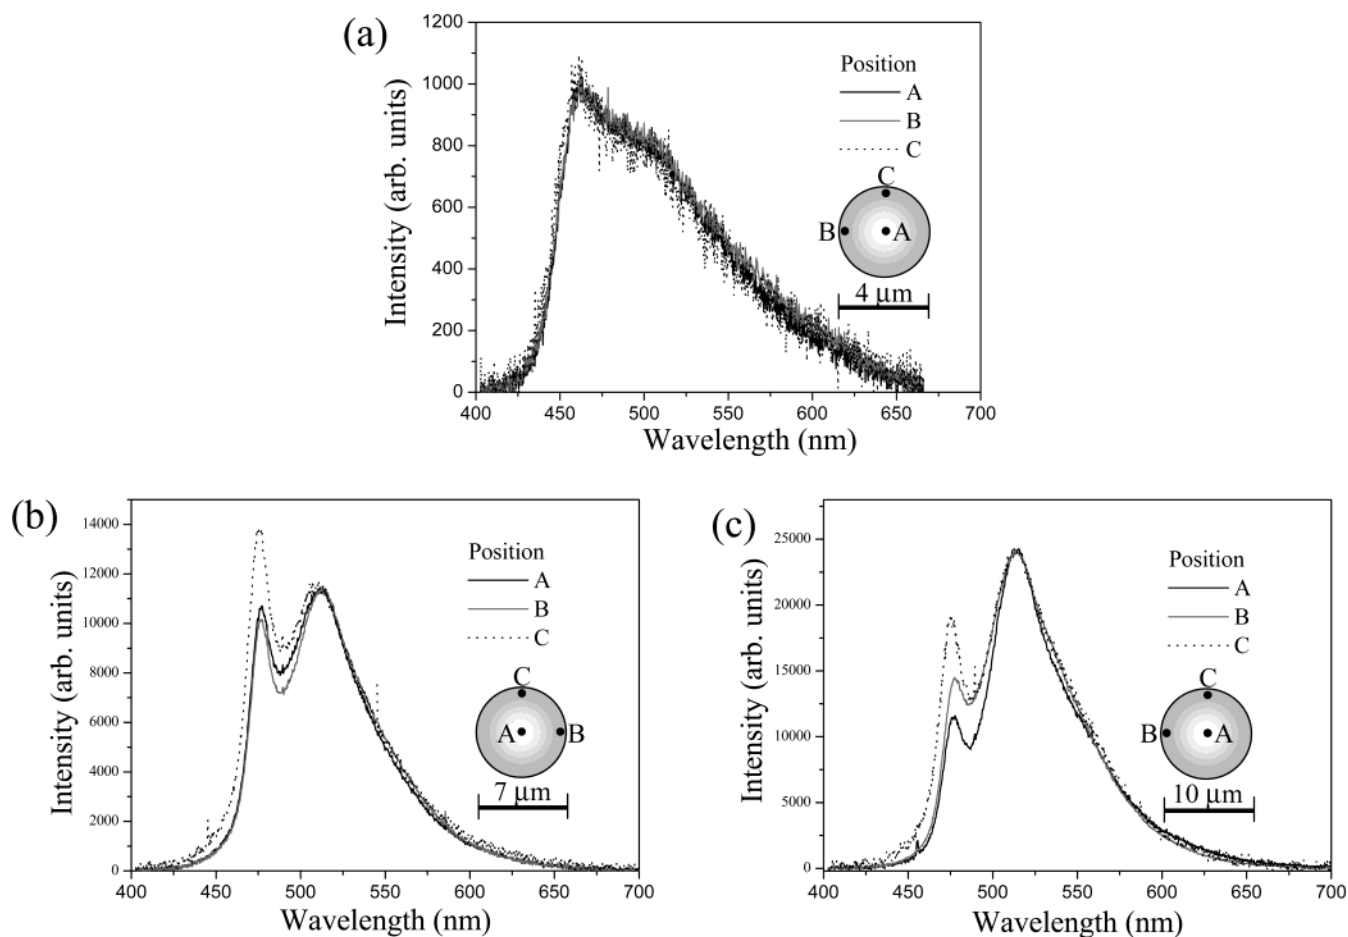 (a)
1200
1000
800
600
400
200
0
Intensity (arb. units)
400 450 500 550 600 650 700
Wavelength (nm)
Position
A
B
C
C
B A
4 μm
(b)
14000
12000
10000
8000
6000
4000
2000
0
Intensity (arb. units)
400 450 500 550 600 650 700
Wavelength (nm)
Position
A
B
C
C
A B
7 μm
(c)
25000
20000
15000
10000
5000
0
Intensity (arb. units)
400 450 500 550 600 650 700
Wavelength (nm)
Position
A
B
C
C
B A
10 μm